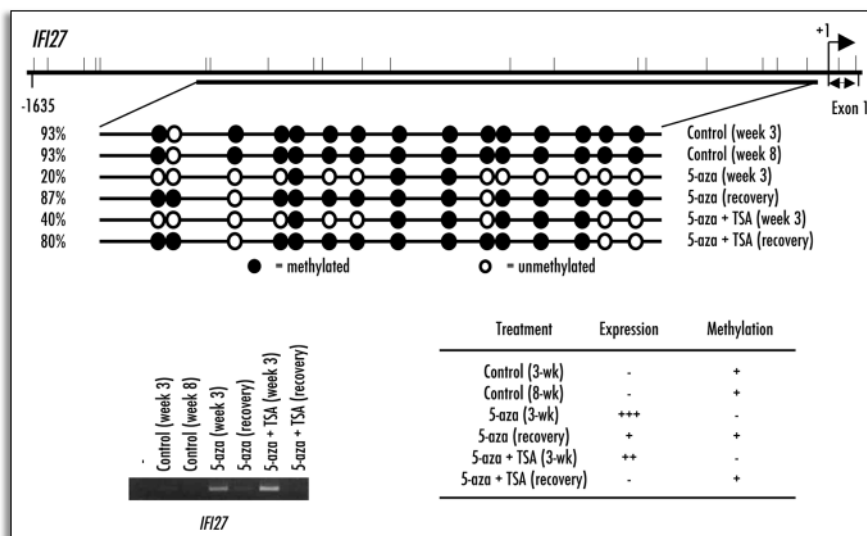 IFI27
+1
-1635
Exon 1
93% Control (week 3)
93% Control (week 8)
20% 5-aza (week 3)
87% 5-aza (recovery)
40% 5-aza + TSA (week 3)
80% 5-aza + TSA (recovery)
= methylated = unmethylated
-
Control (week 3)
Control (week 8)
5-aza (week 3)
5-aza (recovery)
5-aza + TSA (week 3)
5-aza + TSA (recovery)
IFI27
Treatment Expression Methylation
Control (3-wk) - +
Control (8-wk) - +
5-aza (3-wk) +++ -
5-aza (recovery) + +
5-aza + TSA (3-wk) ++ -
5-aza + TSA (recovery) - +